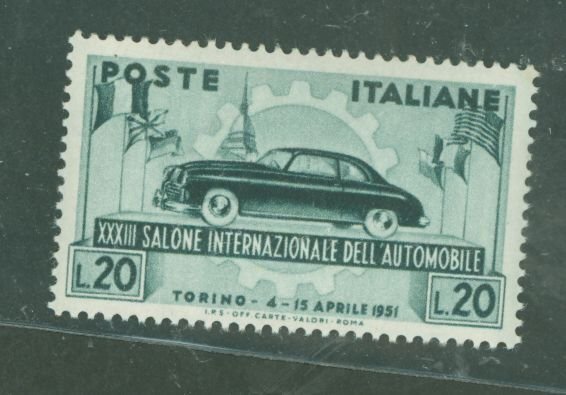 POSTE ITALIANE
XXXIII SALONE INTERNAZIONALE DELL'AUTOMOBILE
L.20 L.20
TORINO - 4 - 15 APRILE 1951
I.P.S - OFF. CARTE - VALORI - ROMA